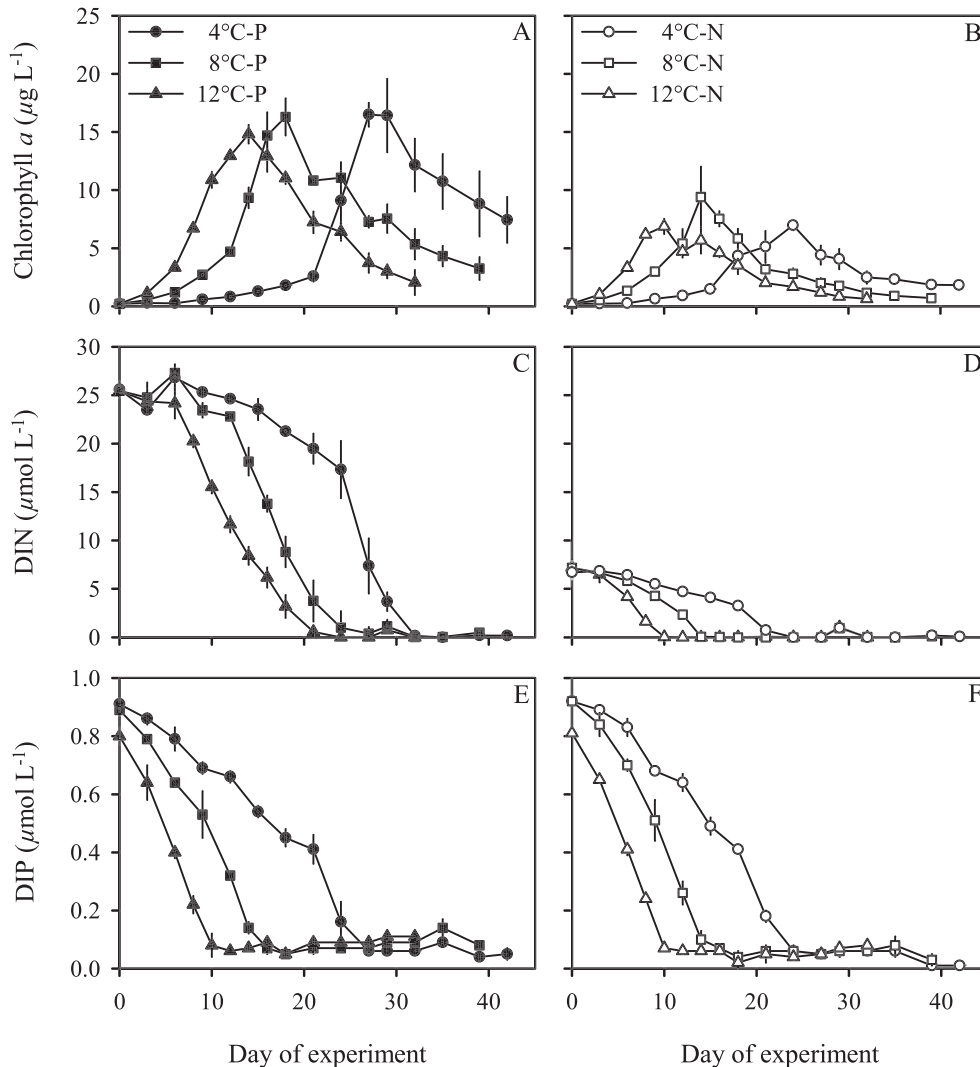 25
20
15
10
5
0
Chlorophyll a (µg L-1)
A
4°C-P
8°C-P
12°C-P
B
4°C-N
8°C-N
12°C-N
30
25
20
15
10
5
0
DIN (µmol L-1)
C
D
1.0
0.8
0.6
0.4
0.2
0.0
DIP (µmol L-1)
E
F
0 10 20 30 40
0 10 20 30 40
Day of experiment
Day of experiment